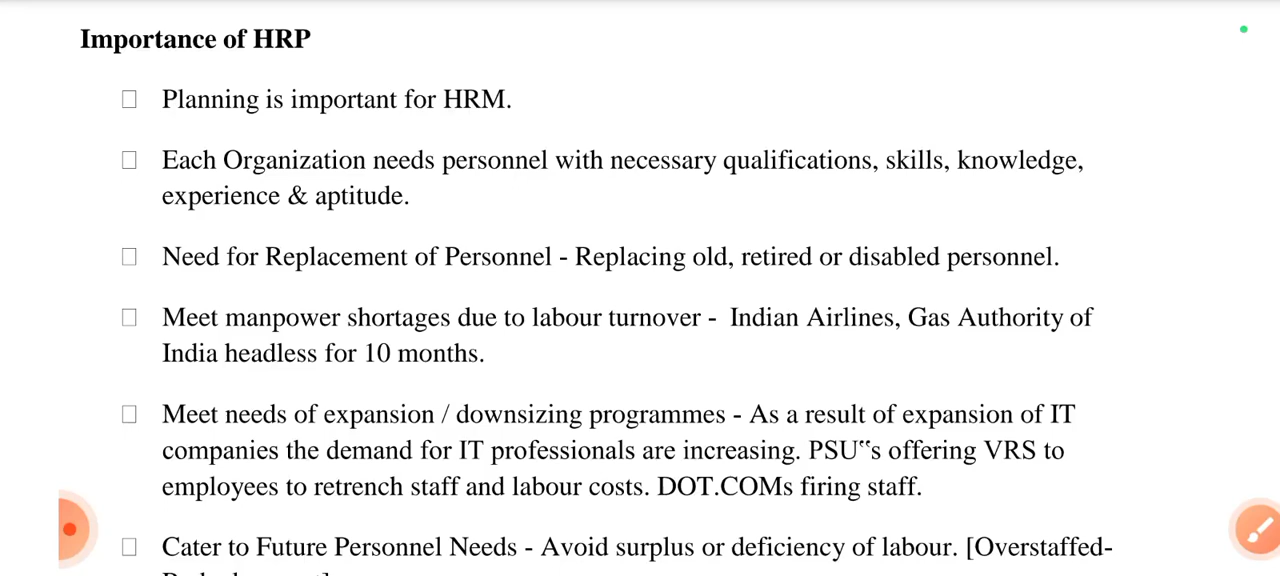 Importance of HRP
Planning is important for HRM.
Each Organization needs personnel with necessary qualifications, skills, knowledge,
experience & aptitude.
Need for Replacement of Personnel - Replacing old, retired or disabled personnel.
Meet manpower shortages due to labour turnover - Indian Airlines, Gas Authority of
India headless for 10 months.
Meet needs of expansion / downsizing programmes - As a result of expansion of IT
companies the demand for IT professionals are increasing. PSU‟s offering VRS to
employees to retrench staff and labour costs. DOT.COMs firing staff.
Cater to Future Personnel Needs - Avoid surplus or deficiency of labour. [Overstaffed-